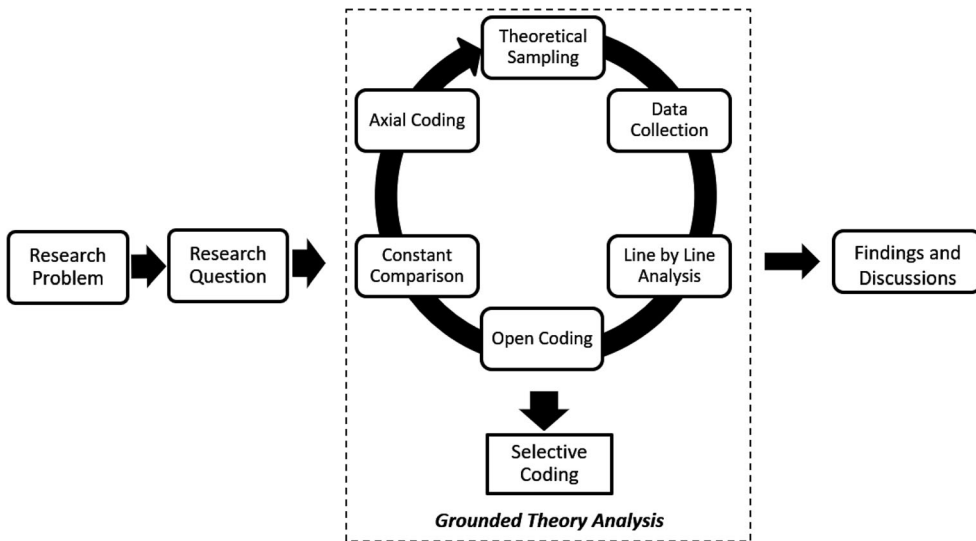 Research
Problem
Research
Question
Theoretical
Sampling
Data
Collection
Line by Line
Analysis
Open Coding
Constant
Comparison
Axial Coding
Selective
Coding
Grounded Theory Analysis
Findings and
Discussions